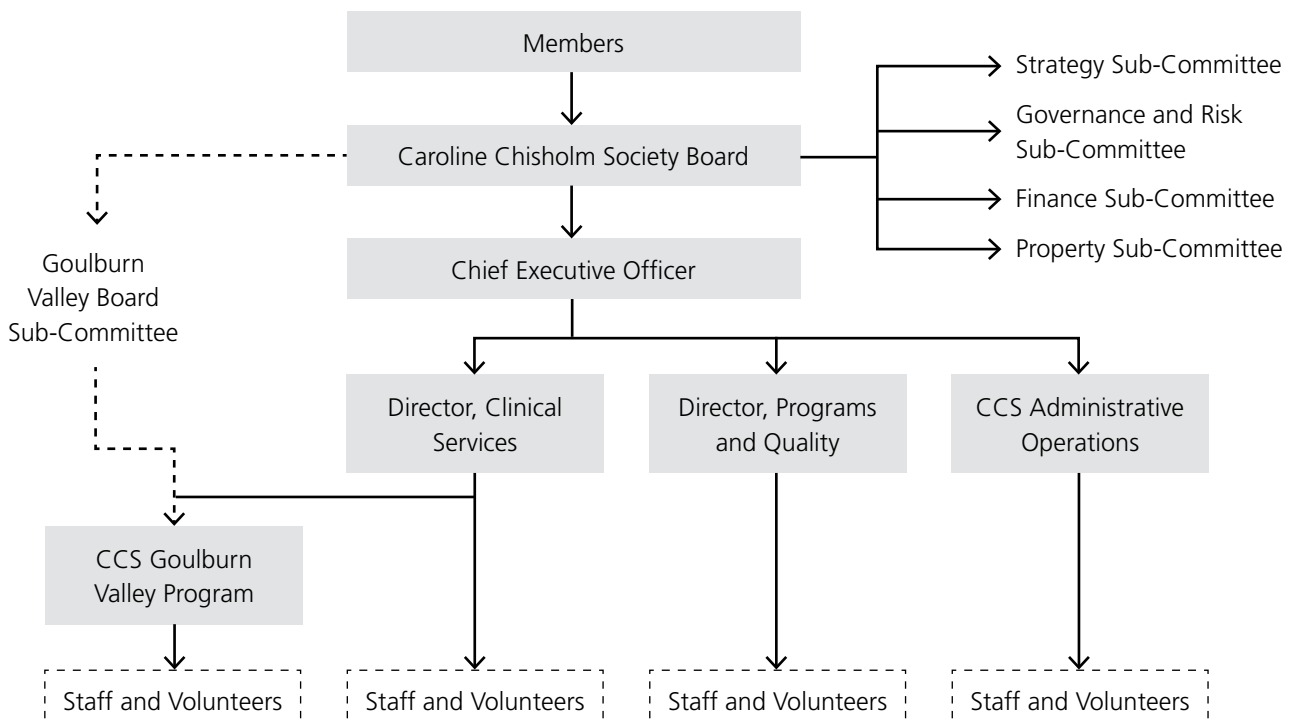 Members
Caroline Chisholm Society Board
Strategy Sub-Committee
Governance and Risk
Sub-Committee
Finance Sub-Committee
Property Sub-Committee
Goulburn
Valley Board
Sub-Committee
Chief Executive Officer
Director, Clinical
Services
Director, Programs
and Quality
CCS Administrative
Operations
CCS Goulburn
Valley Program
Staff and Volunteers
Staff and Volunteers
Staff and Volunteers
Staff and Volunteers